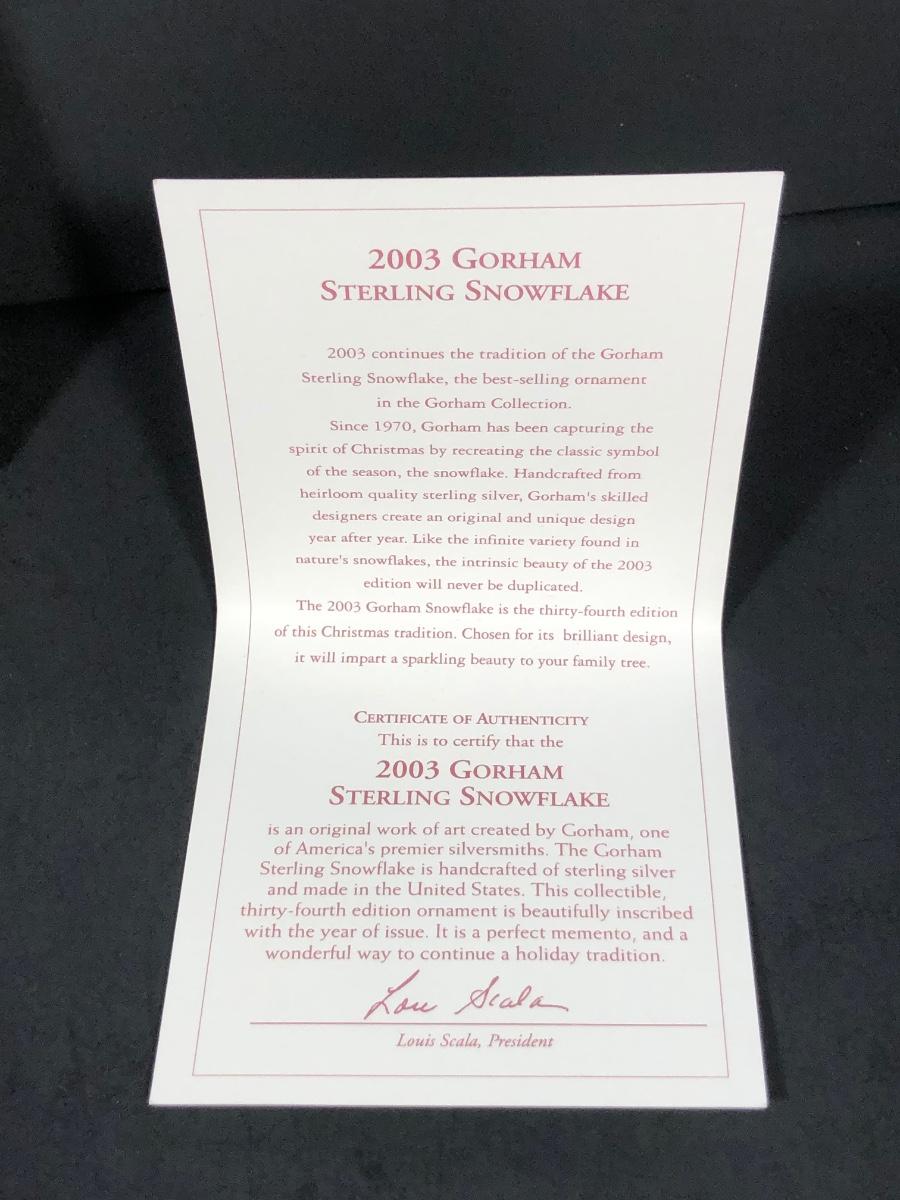 2003 GORHAM
STERLING SNOWFLAKE
2003 continues the tradition of the Gorham
Sterling Snowflake, the best-selling ornament
in the Gorham Collection.
Since 1970, Gorham has been capturing the
spirit of Christmas by recreating the classic symbol
of the season, the snowflake. Handcrafted from
heirloom quality sterling silver, Gorham's skilled
designers create an original and unique design
year after year. Like the infinite variety found in
nature's snowflakes, the intrinsic beauty of the 2003
edition will never be duplicated.
The 2003 Gorham Snowflake is the thirty-fourth edition
of this Christmas tradition. Chosen for its brilliant design,
it will impart a sparkling beauty to your family tree.
CERTIFICATE OF AUTHENTICITY
This is to certify that the
2003 GORHAM
STERLING SNOWFLAKE
is an original work of art created by Gorham, one
of America's premier silversmiths. The Gorham
Sterling Snowflake is handcrafted of sterling silver
and made in the United States. This collectible,
thirty-fourth edition ornament is beautifully inscribed
with the year of issue. It is a perfect memento, and a
wonderful way to continue a holiday tradition.
Lou Scala
Louis Scala, President